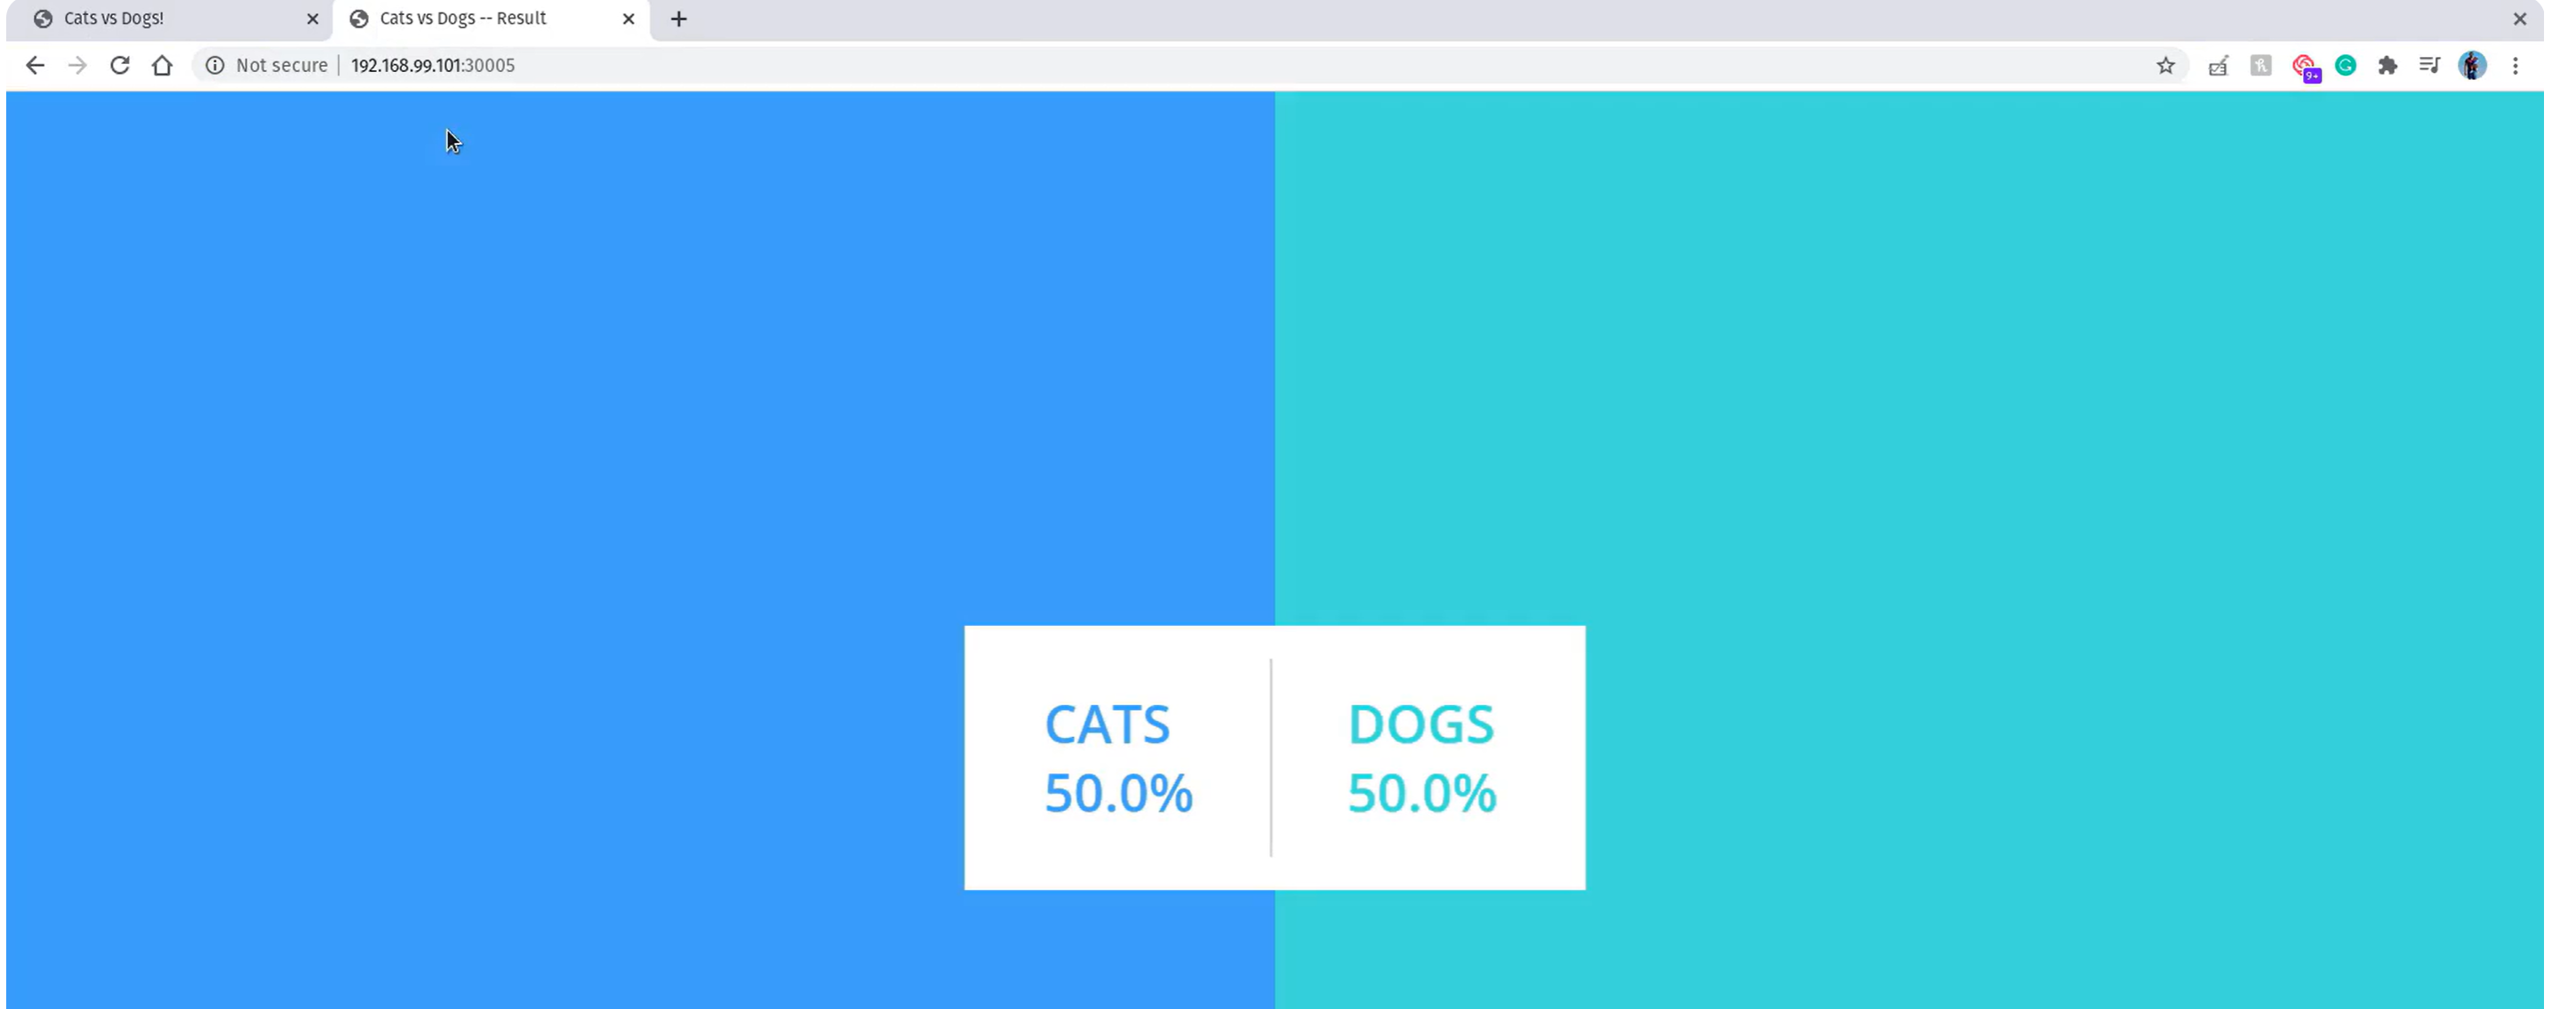 Cats vs Dogs!
Cats vs Dogs -- Result
Not secure
192.168.99.101:30005
9+
CATS
50.0%
DOGS
50.0%